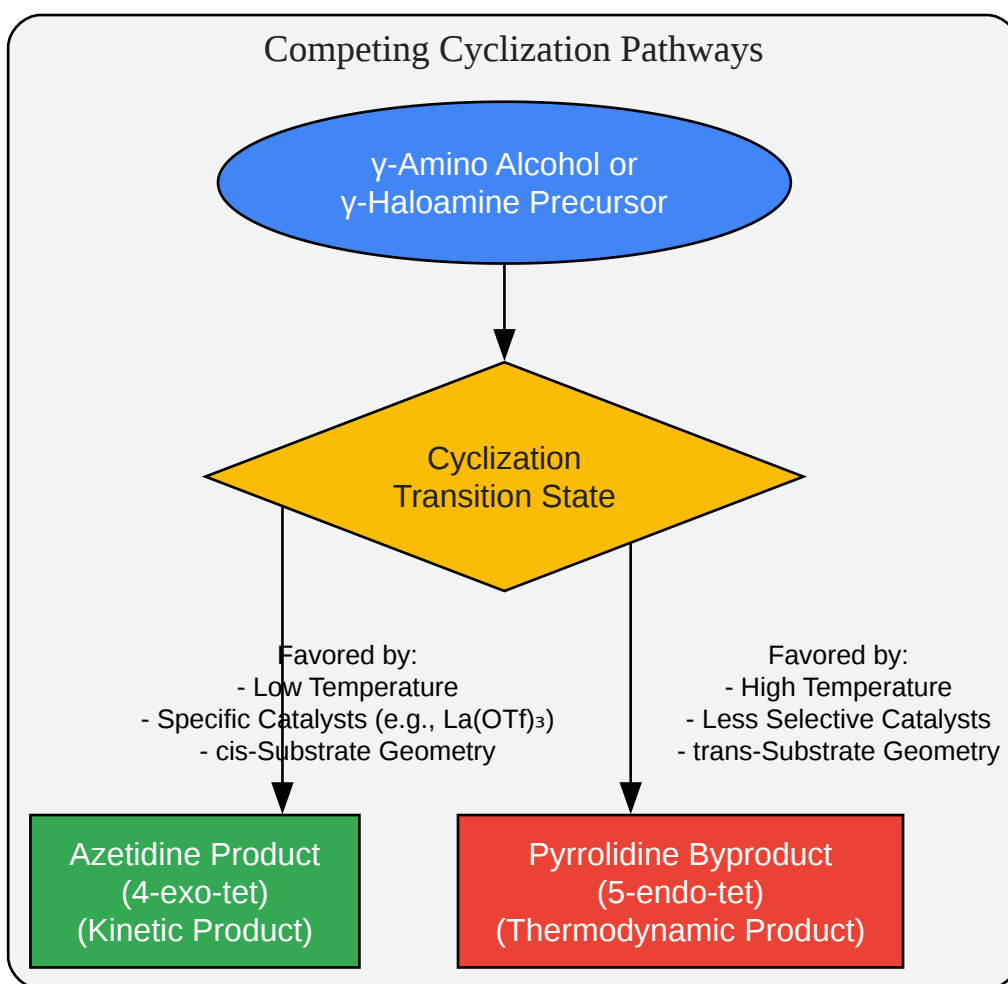 Competing Cyclization Pathways
γ-Amino Alcohol or
γ-Haloamine Precursor
Cyclization
Transition State
Favored by:
- Low Temperature
- Specific Catalysts (e.g., La(OTf)₃)
- cis-Substrate Geometry
Favored by:
- High Temperature
- Less Selective Catalysts
- trans-Substrate Geometry
Azetidine Product
(4-exo-tet)
(Kinetic Product)
Pyrrolidine Byproduct
(5-endo-tet)
(Thermodynamic Product)